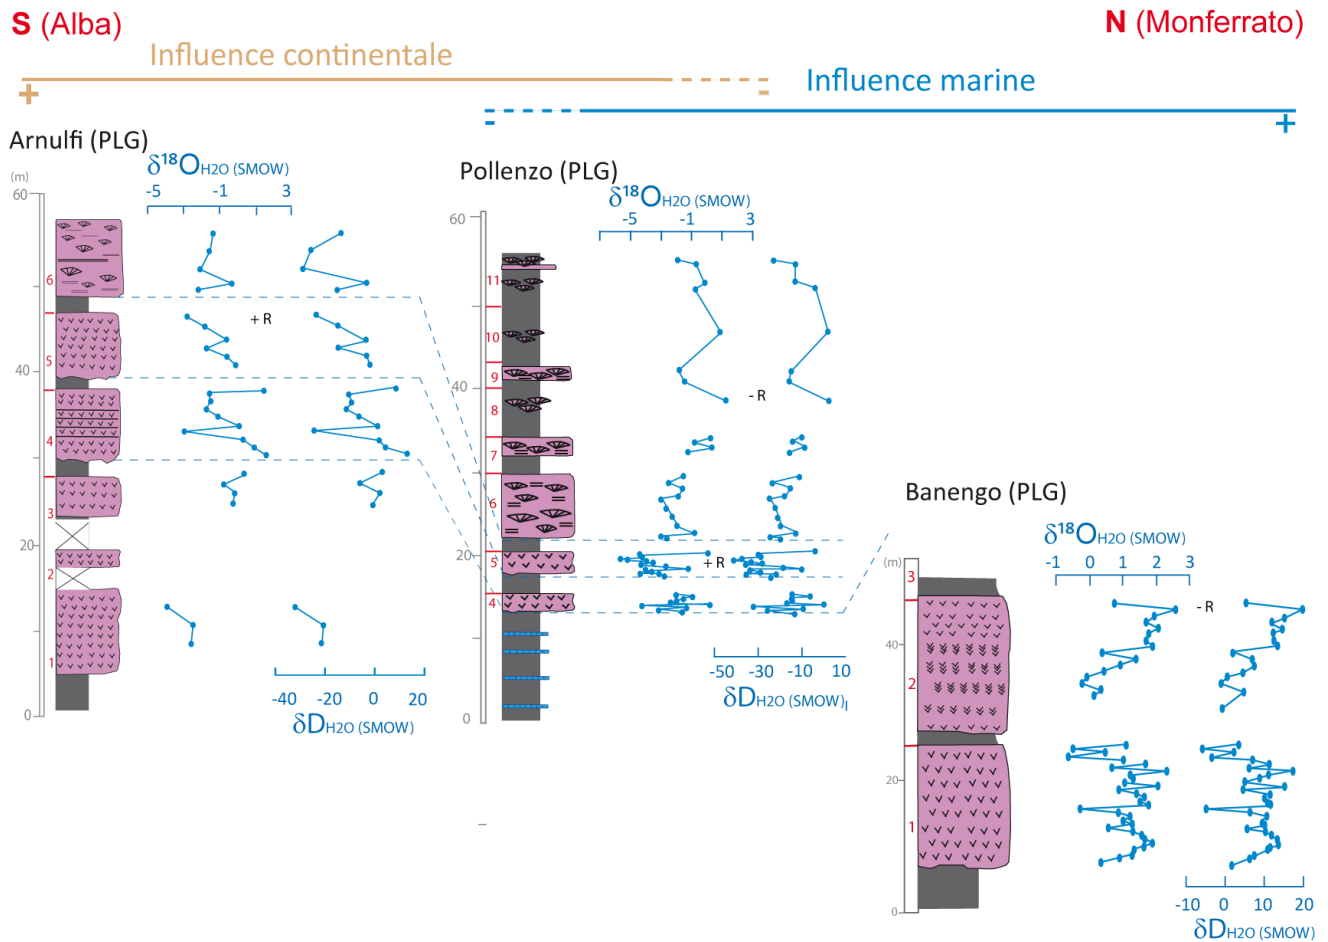 S (Alba)
N (Monferrato)
Influence continentale
+
-
Influence marine
-
+
Arnulfi (PLG)
(m)
60
40
20
0
6
5
4
3
2
1
δ18OH2O (SMOW)
-5 -1 3
+ R
-40 -20 0 20
δDH2O (SMOW)
Pollenzo (PLG)
60
40
20
0
11
10
9
8
7
6
5
4
δ18OH2O (SMOW)
-5 -1 3
- R
+ R
-50 -30 -10 10
δDH2O (SMOW)
Banengo (PLG)
(m)
40
20
0
3
2
1
δ18OH2O (SMOW)
-1 0 1 2 3
- R
-10 0 10 20
δDH2O (SMOW)